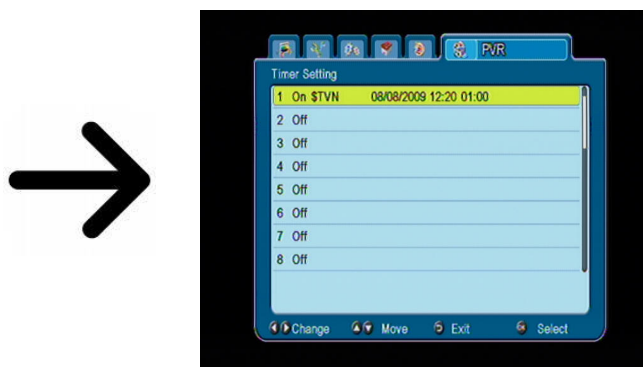 PVR
Timer Setting
1 On $TVN 08/08/2009 12:20 01:00
2 Off
3 Off
4 Off
5 Off
6 Off
7 Off
8 Off
Change Move Exit Select